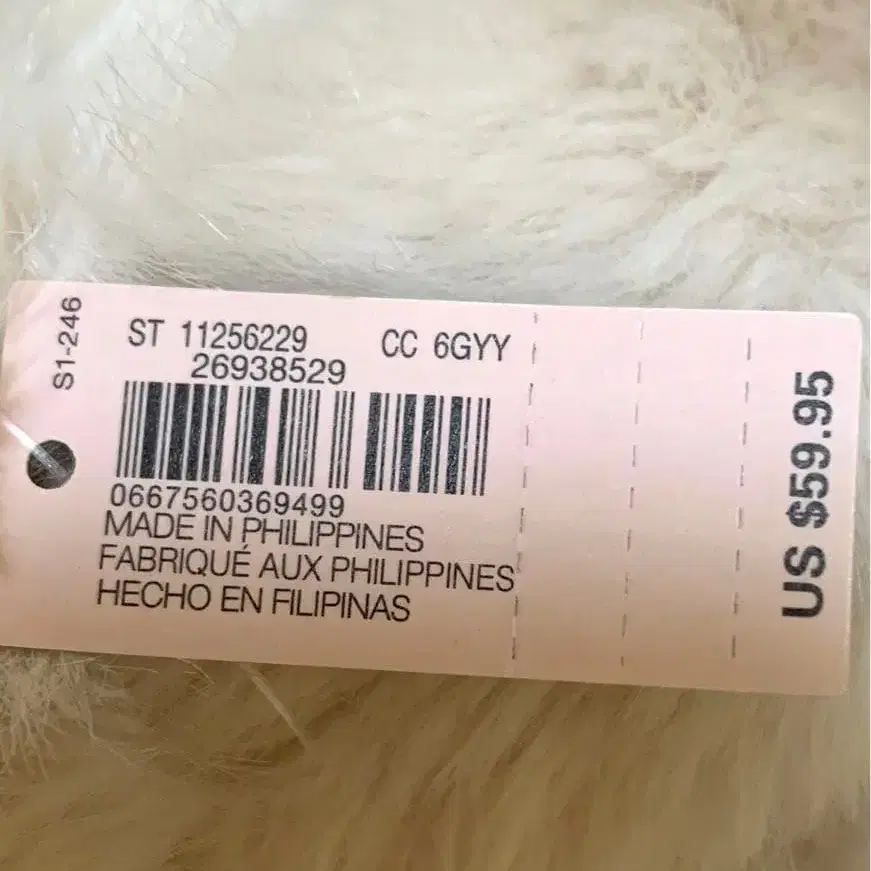 S1-246
ST 11256229 CC 6GYY
26938529
0667560369499
MADE IN PHILIPPINES
FABRIQUÉ AUX PHILIPPINES
HECHO EN FILIPINAS
US $59.95